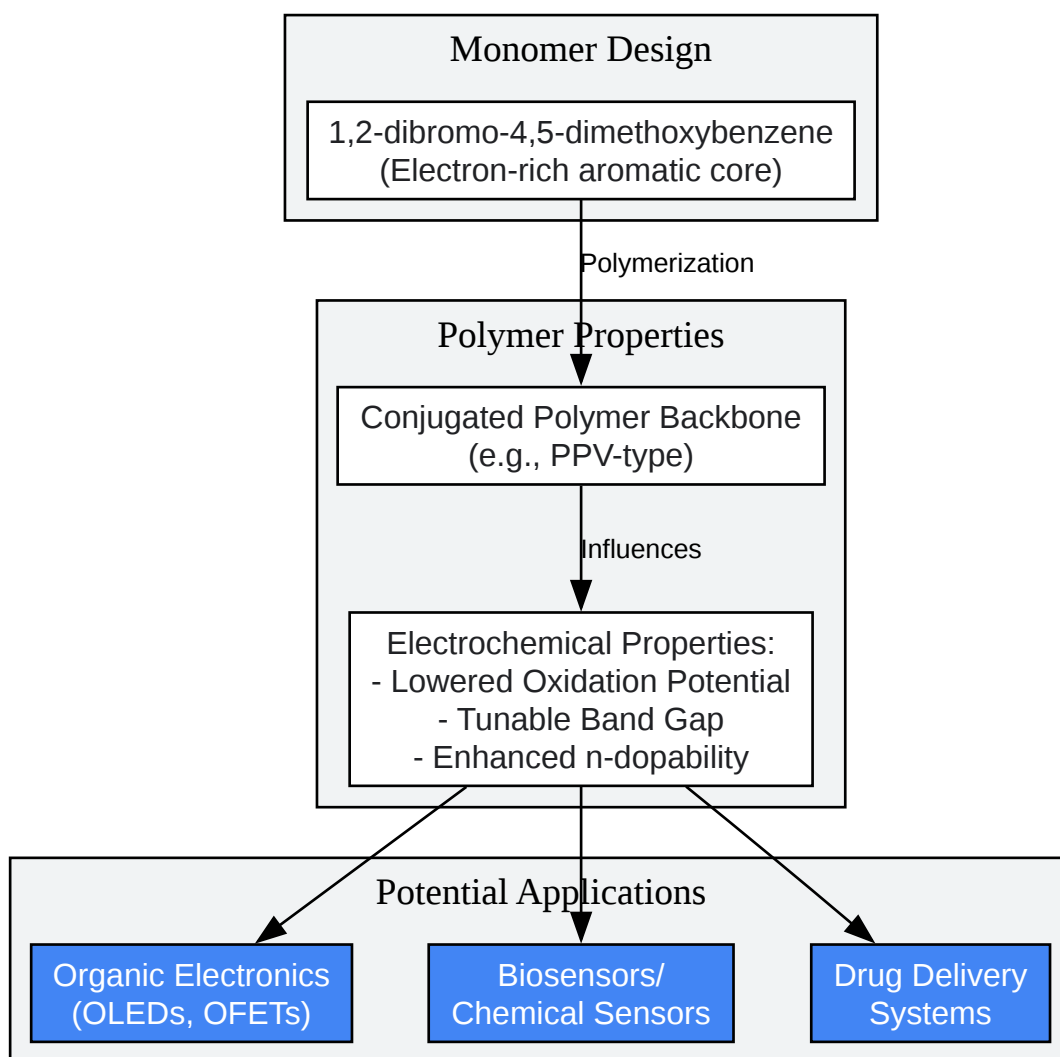 Monomer Design
1,2-dibromo-4,5-dimethoxybenzene
(Electron-rich aromatic core)
Polymerization
Polymer Properties
Conjugated Polymer Backbone
(e.g., PPV-type)
Influences
Electrochemical Properties:
- Lowered Oxidation Potential
- Tunable Band Gap
- Enhanced n-dopability
Potential Applications
Organic Electronics
(OLEDs, OFETs)
Biosensors/
Chemical Sensors
Drug Delivery
Systems